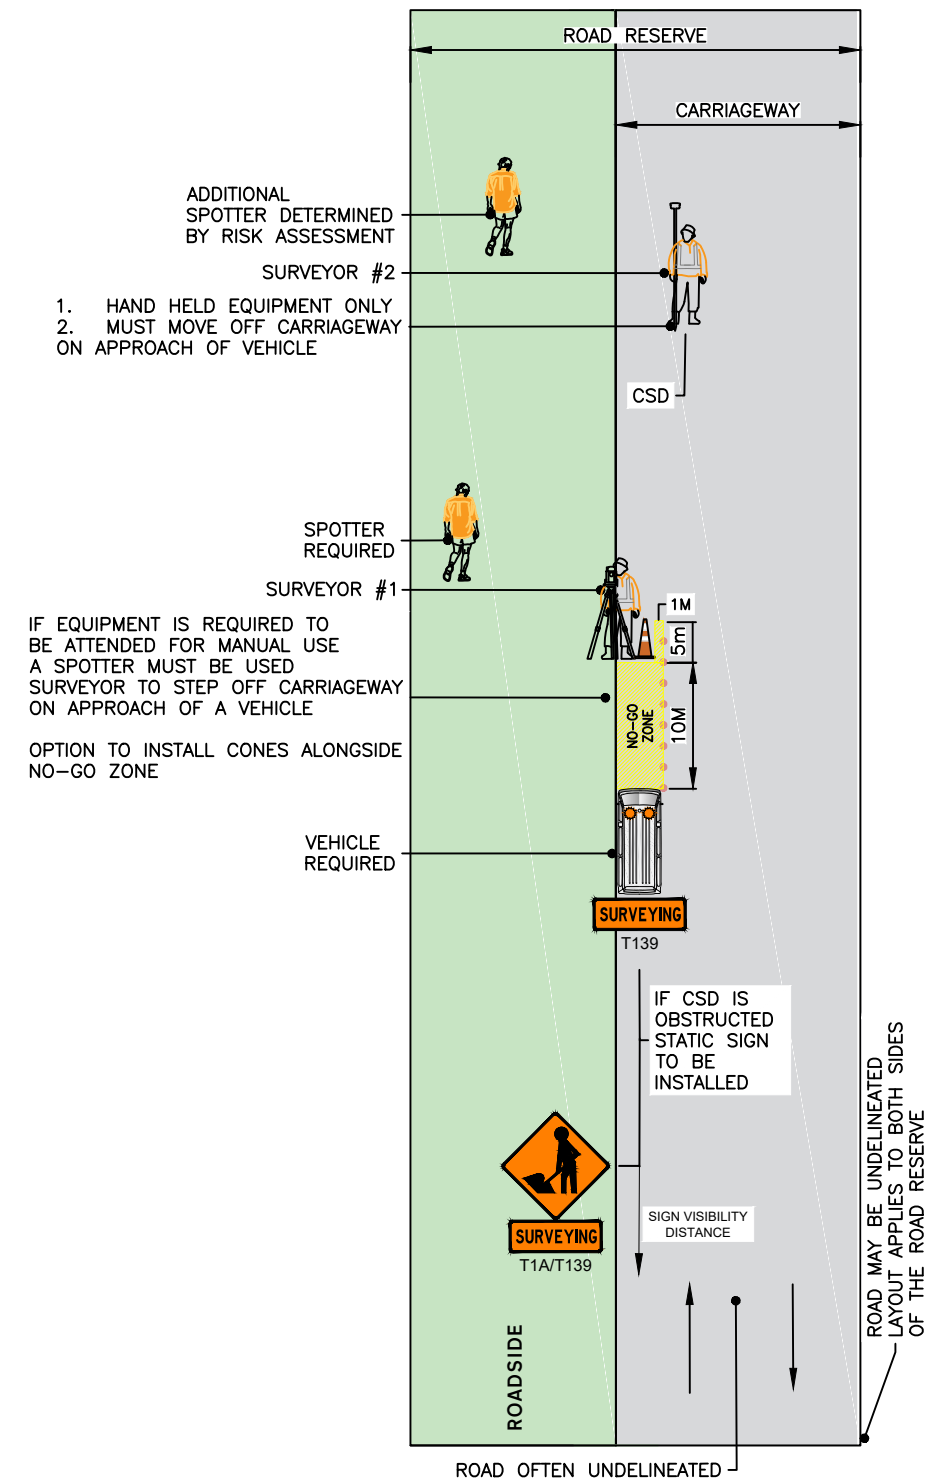 ROAD RESERVE
CARRIAGEWAY
ADDITIONAL
SPOTTER DETERMINED
BY RISK ASSESSMENT
SURVEYOR #2
1. HAND HELD EQUIPMENT ONLY
2. MUST MOVE OFF CARRIAGEWAY
ON APPROACH OF VEHICLE
CSD
SPOTTER
REQUIRED
SURVEYOR #1
1M
5m
IF EQUIPMENT IS REQUIRED TO
BE ATTENDED FOR MANUAL USE
A SPOTTER MUST BE USED
SURVEYOR TO STEP OFF CARRIAGEWAY
ON APPROACH OF A VEHICLE
NO-GO
ZONE
10M
OPTION TO INSTALL CONES ALONGSIDE
NO-GO ZONE
VEHICLE
REQUIRED
SURVEYING
T139
IF CSD IS
OBSTRUCTED
STATIC SIGN
TO BE
INSTALLED
SURVEYING
T1A/T139
SIGN VISIBILITY
DISTANCE
ROAD MAY BE UNDELINEATED
LAYOUT APPLIES TO BOTH SIDES
OF THE ROAD RESERVE
ROADSIDE
ROAD OFTEN UNDELINEATED